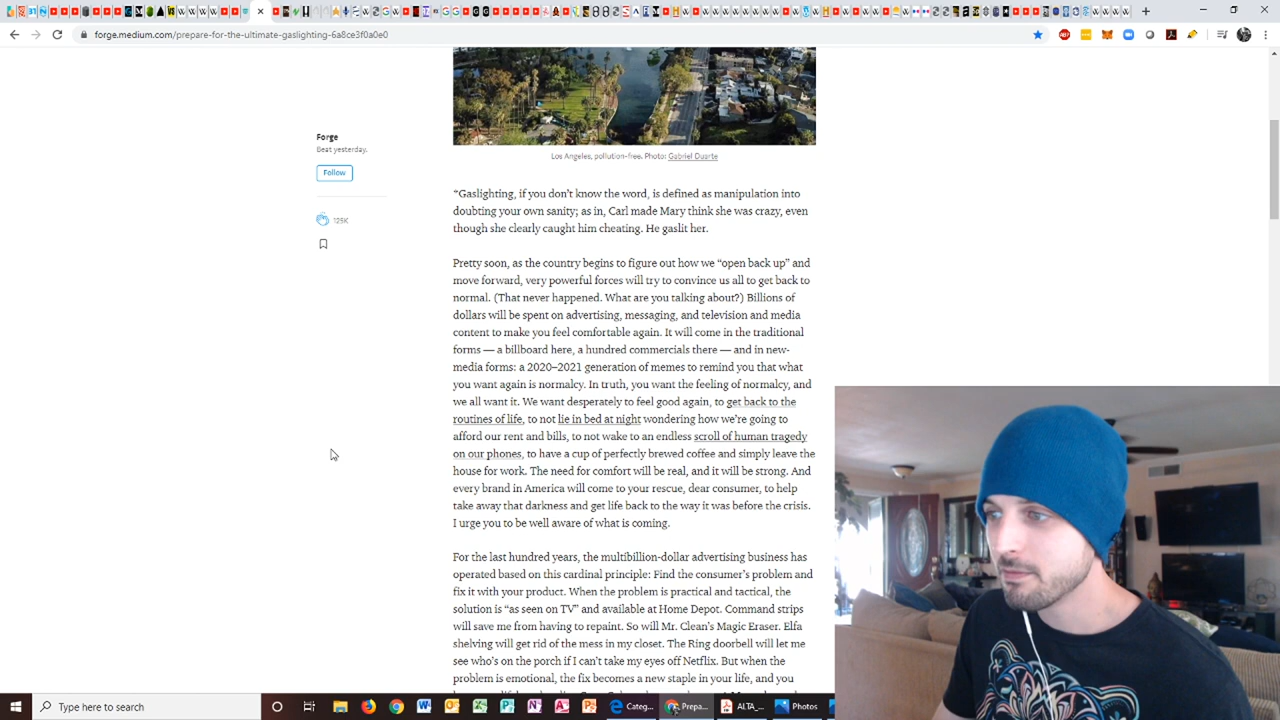 forge.medium.com/prepare-for-the-ultimate-gaslighting-6a8ce3f0a0e0
Forge
Beat yesterday.
Follow
125K
Los Angeles, pollution-free. Photo: Gabriel Duarte
“Gaslighting, if you don’t know the word, is defined as manipulation into
doubting your own sanity; as in, Carl made Mary think she was crazy, even
though she clearly caught him cheating. He gaslit her.
Pretty soon, as the country begins to figure out how we “open back up” and
move forward, very powerful forces will try to convince us all to get back to
normal. (That never happened. What are you talking about?) Billions of
dollars will be spent on advertising, messaging, and television and media
content to make you feel comfortable again. It will come in the traditional
forms — a billboard here, a hundred commercials there — and in new-
media forms: a 2020–2021 generation of memes to remind you that what
you want again is normalcy. In truth, you want the feeling of normalcy, and
we all want it. We want desperately to feel good again, to get back to the
routines of life, to not lie in bed at night wondering how we’re going to
afford our rent and bills, to not wake to an endless scroll of human tragedy
on our phones, to have a cup of perfectly brewed coffee and simply leave the
house for work. The need for comfort will be real, and it will be strong. And
every brand in America will come to your rescue, dear consumer, to help
take away that darkness and get life back to the way it was before the crisis.
I urge you to be well aware of what is coming.
For the last hundred years, the multibillion-dollar advertising business has
operated based on this cardinal principle: Find the consumer’s problem and
fix it with your product. When the problem is practical and tactical, the
solution is “as seen on TV” and available at Home Depot. Command strips
will save me from having to repaint. So will Mr. Clean’s Magic Eraser. Elfa
shelving will get rid of the mess in my closet. The Ring doorbell will let me
see who’s on the porch if I can’t take my eyes off Netflix. But when the
problem is emotional, the fix becomes a new staple in your life, and you
Type here to search
Categ...
Prepa...
ALTA_...
Photos